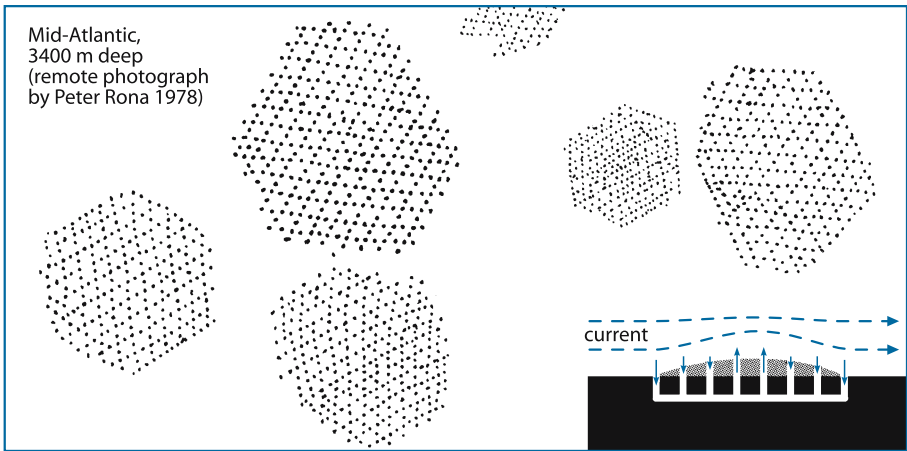 Mid-Atlantic,
3400 m deep
(remote photograph
by Peter Rona 1978)
current